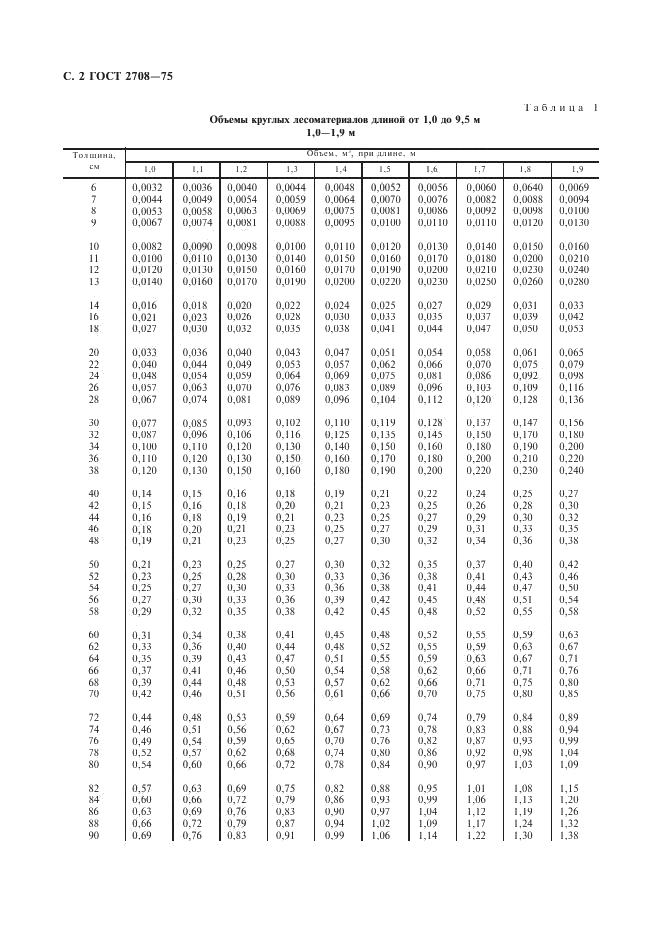 С. 2 ГОСТ 2708—75
Таблица 1
Объемы круглых лесоматериалов длиной от 1,0 до 9,5 м
1,0—1,9 м
Толщина, см Объем, м³, при длине, м
1,0 1,1 1,2 1,3 1,4 1,5 1,6 1,7 1,8 1,9
6 0,0032 0,0036 0,0040 0,0044 0,0048 0,0052 0,0056 0,0060 0,0640 0,0069
7 0,0044 0,0049 0,0054 0,0059 0,0064 0,0070 0,0076 0,0082 0,0088 0,0094
8 0,0053 0,0058 0,0063 0,0069 0,0075 0,0081 0,0086 0,0092 0,0098 0,0100
9 0,0067 0,0074 0,0081 0,0088 0,0095 0,0100 0,0110 0,0110 0,0120 0,0130
10 0,0082 0,0090 0,0098 0,0100 0,0110 0,0120 0,0130 0,0140 0,0150 0,0160
11 0,0100 0,0110 0,0130 0,0140 0,0150 0,0160 0,0170 0,0180 0,0200 0,0210
12 0,0120 0,0130 0,0150 0,0160 0,0170 0,0190 0,0200 0,0210 0,0230 0,0240
13 0,0140 0,0160 0,0170 0,0190 0,0200 0,0220 0,0230 0,0250 0,0260 0,0280
14 0,016 0,018 0,020 0,022 0,024 0,025 0,027 0,029 0,031 0,033
16 0,021 0,023 0,026 0,028 0,030 0,033 0,035 0,037 0,039 0,042
18 0,027 0,030 0,032 0,035 0,038 0,041 0,044 0,047 0,050 0,053
20 0,033 0,036 0,040 0,043 0,047 0,051 0,054 0,058 0,061 0,065
22 0,040 0,044 0,049 0,053 0,057 0,062 0,066 0,070 0,075 0,079
24 0,048 0,054 0,059 0,064 0,069 0,075 0,081 0,086 0,092 0,098
26 0,057 0,063 0,070 0,076 0,083 0,089 0,096 0,103 0,109 0,116
28 0,067 0,074 0,081 0,089 0,096 0,104 0,112 0,120 0,128 0,136
30 0,077 0,085 0,093 0,102 0,110 0,119 0,128 0,137 0,147 0,156
32 0,087 0,096 0,106 0,116 0,125 0,135 0,145 0,150 0,170 0,180
34 0,100 0,110 0,120 0,130 0,140 0,150 0,160 0,180 0,190 0,200
36 0,110 0,120 0,130 0,150 0,160 0,170 0,180 0,200 0,210 0,220
38 0,120 0,130 0,150 0,160 0,180 0,190 0,200 0,220 0,230 0,240
40 0,14 0,15 0,16 0,18 0,19 0,21 0,22 0,24 0,25 0,27
42 0,15 0,16 0,18 0,20 0,21 0,23 0,25 0,26 0,28 0,30
44 0,16 0,18 0,19 0,21 0,23 0,25 0,27 0,29 0,30 0,32
46 0,18 0,20 0,21 0,23 0,25 0,27 0,29 0,31 0,33 0,35
48 0,19 0,21 0,23 0,25 0,27 0,30 0,32 0,34 0,36 0,38
50 0,21 0,23 0,25 0,27 0,30 0,32 0,35 0,37 0,40 0,42
52 0,23 0,25 0,28 0,30 0,33 0,36 0,38 0,41 0,43 0,46
54 0,25 0,27 0,30 0,33 0,36 0,38 0,41 0,44 0,47 0,50
56 0,27 0,30 0,33 0,36 0,39 0,42 0,45 0,48 0,51 0,54
58 0,29 0,32 0,35 0,38 0,42 0,45 0,48 0,52 0,55 0,58
60 0,31 0,34 0,38 0,41 0,45 0,48 0,52 0,55 0,59 0,63
62 0,33 0,36 0,40 0,44 0,48 0,52 0,55 0,59 0,63 0,67
64 0,35 0,39 0,43 0,47 0,51 0,55 0,59 0,63 0,67 0,71
66 0,37 0,41 0,46 0,50 0,54 0,58 0,62 0,66 0,71 0,76
68 0,39 0,44 0,48 0,53 0,57 0,62 0,66 0,71 0,75 0,80
70 0,42 0,46 0,51 0,56 0,61 0,66 0,70 0,75 0,80 0,85
72 0,44 0,48 0,53 0,59 0,64 0,69 0,74 0,79 0,84 0,89
74 0,46 0,51 0,56 0,62 0,67 0,73 0,78 0,83 0,88 0,94
76 0,49 0,54 0,59 0,65 0,70 0,76 0,82 0,87 0,93 0,99
78 0,52 0,57 0,62 0,68 0,74 0,80 0,86 0,92 0,98 1,04
80 0,54 0,60 0,66 0,72 0,78 0,84 0,90 0,97 1,03 1,09
82 0,57 0,63 0,69 0,75 0,82 0,88 0,95 1,01 1,08 1,15
84 0,60 0,66 0,72 0,79 0,86 0,93 0,99 1,06 1,13 1,20
86 0,63 0,69 0,76 0,83 0,90 0,97 1,04 1,12 1,19 1,26
88 0,66 0,72 0,79 0,87 0,94 1,02 1,09 1,17 1,24 1,32
90 0,69 0,76 0,83 0,91 0,99 1,06 1,14 1,22 1,30 1,38